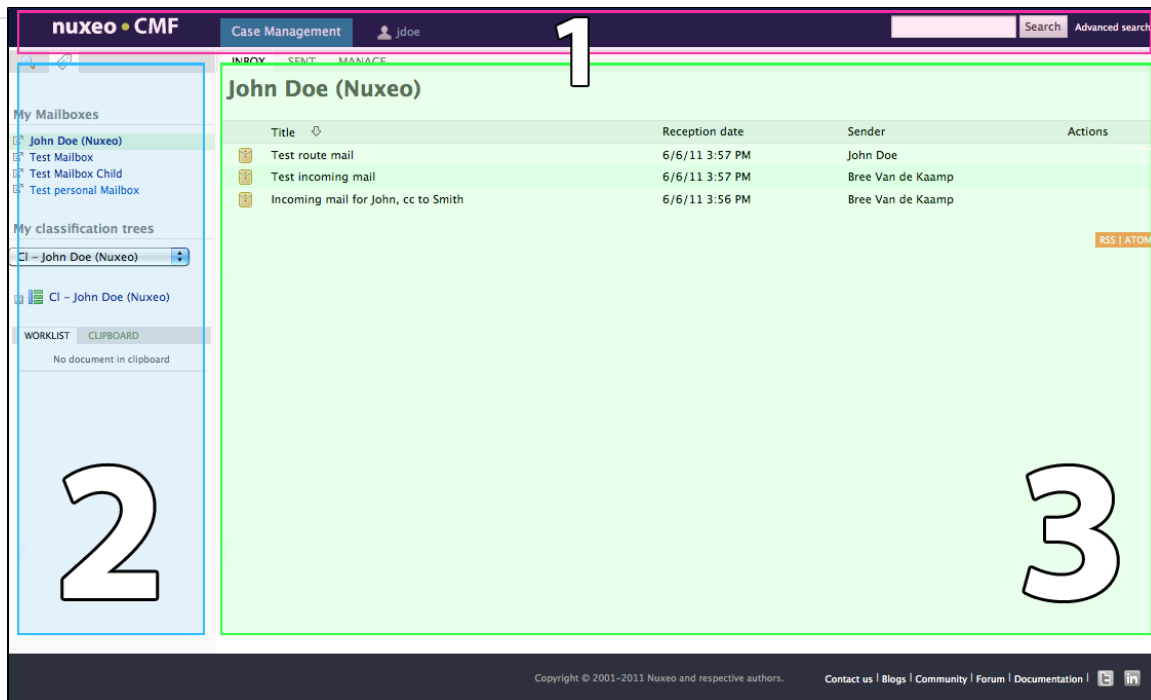 nuxeo • CMF
Case Management
jdoe
Search
Advanced search
1
INBOX SENT MANAGE
John Doe (Nuxeo)
My Mailboxes
John Doe (Nuxeo)
Test Mailbox
Test Mailbox Child
Test personal Mailbox
My classification trees
Cl – John Doe (Nuxeo)
Cl – John Doe (Nuxeo)
WORKLIST CLIPBOARD
No document in clipboard
2
Title Reception date Sender Actions
Test route mail 6/6/11 3:57 PM John Doe
Test incoming mail 6/6/11 3:57 PM Bree Van de Kaamp
Incoming mail for John, cc to Smith 6/6/11 3:56 PM Bree Van de Kaamp
RSS | ATOM
3
Copyright © 2001–2011 Nuxeo and respective authors.
Contact us | Blogs | Community | Forum | Documentation |
in